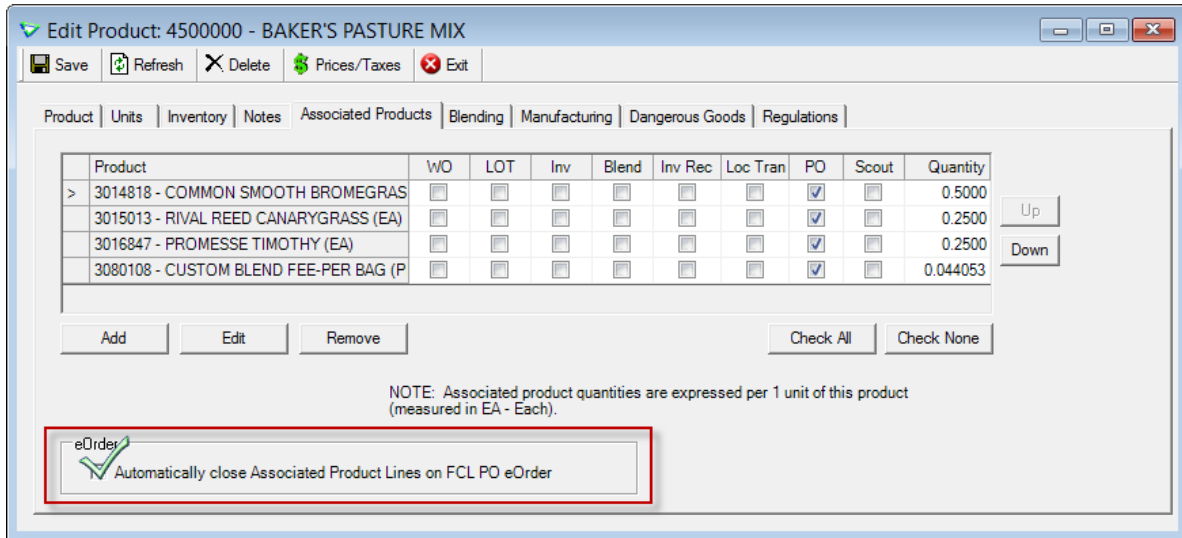 Edit Product: 4500000 - BAKER'S PASTURE MIX
Save Refresh Delete Prices/Taxes Exit
Product Units Inventory Notes Associated Products Blending Manufacturing Dangerous Goods Regulations
Product WO LOT Inv Blend Inv Rec Loc Tran PO Scout Quantity
> 3014818 - COMMON SMOOTH BROMEGRAS 0.5000
3015013 - RIVAL REED CANARYGRASS (EA) 0.2500
Up
3016847 - PROMESSE TIMOTHY (EA) 0.2500
Down
3080108 - CUSTOM BLEND FEE-PER BAG (P 0.044053
Add Edit Remove Check All Check None
NOTE: Associated product quantities are expressed per 1 unit of this product
(measured in EA - Each).
eOrder
Automatically close Associated Product Lines on FCL PO eOrder